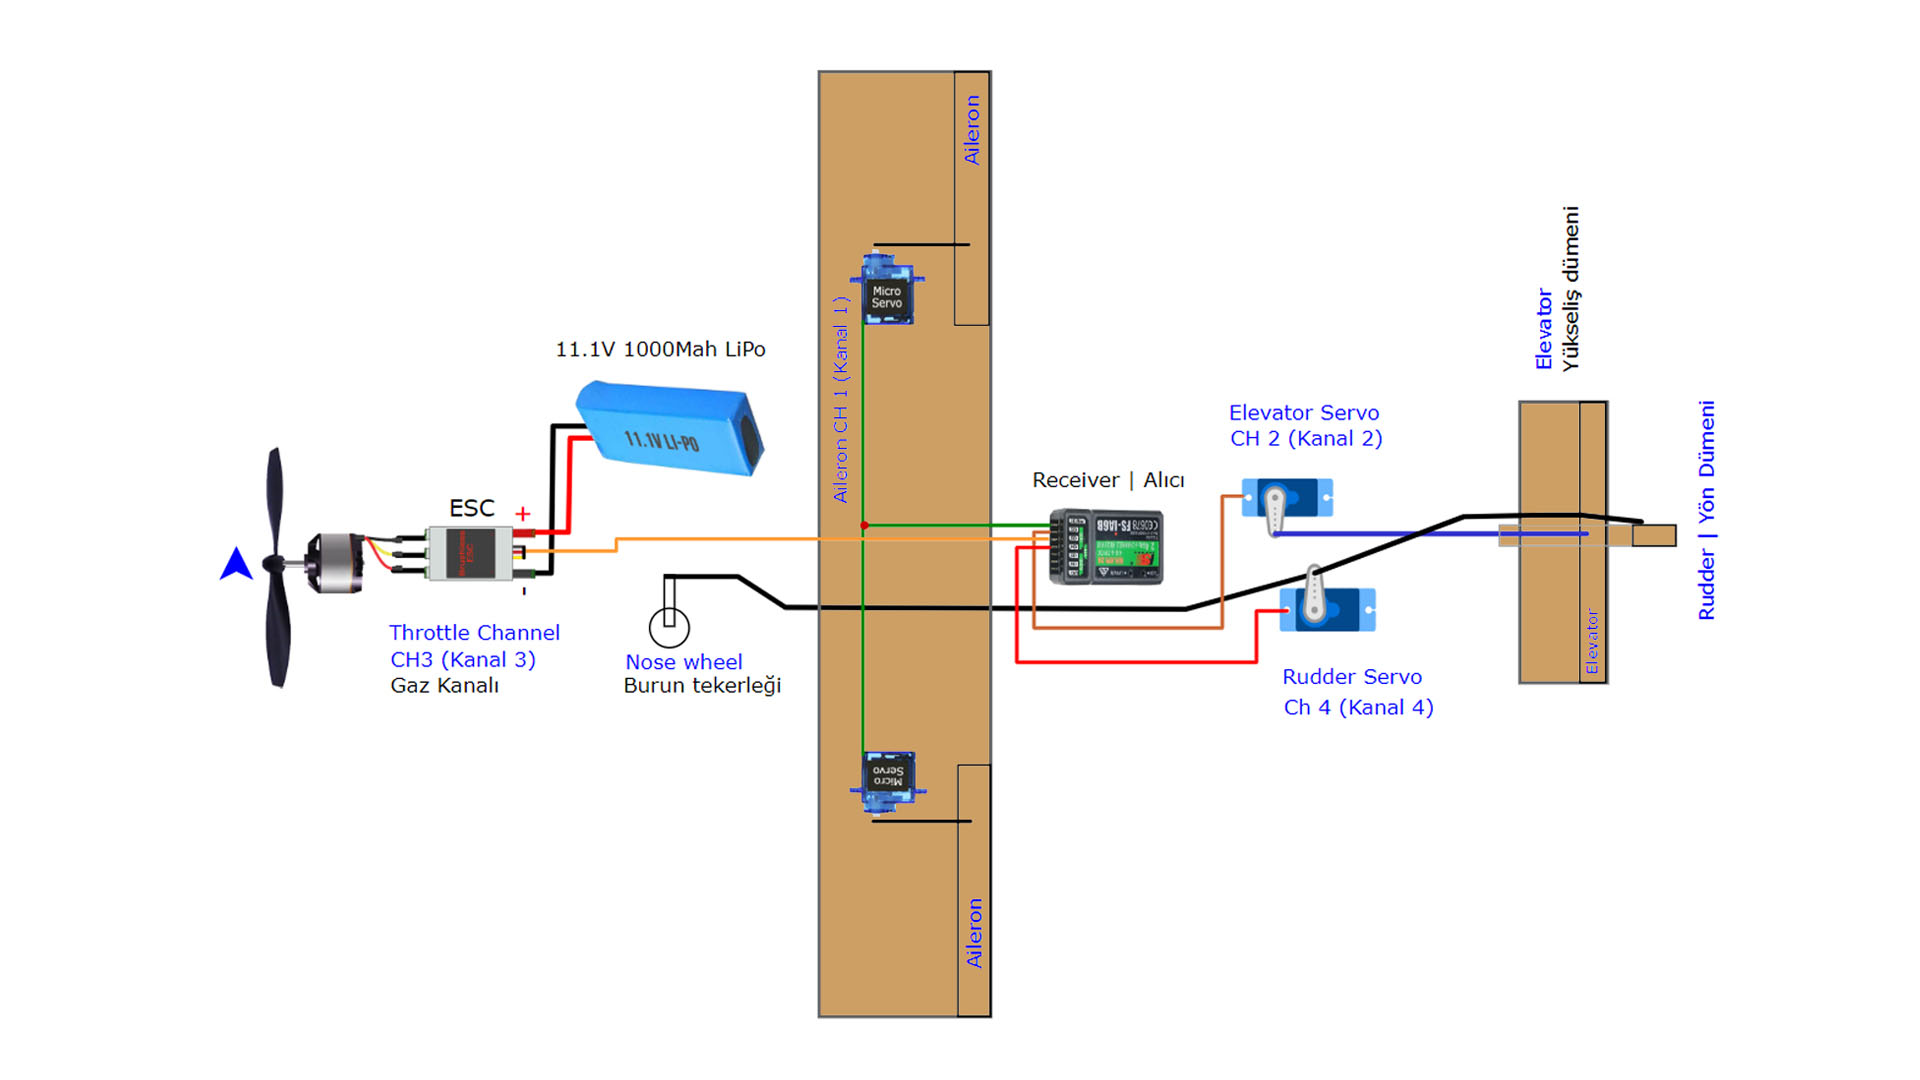 11.1V 1000Mah LiPo
11.1V LI-PO
ESC
+
-
Brushless
ESC
Throttle Channel
CH3 (Kanal 3)
Gaz Kanalı
Nose wheel
Burun tekerleği
Aileron
Micro
Servo
Aileron CH 1 (Kanal 1)
Micro
Servo
Aileron
Receiver | Alıcı
FS-IA6B
Elevator Servo
CH 2 (Kanal 2)
Rudder Servo
Ch 4 (Kanal 4)
Elevator
Yükseliş dümeni
Elevator
Rudder | Yön Dümeni